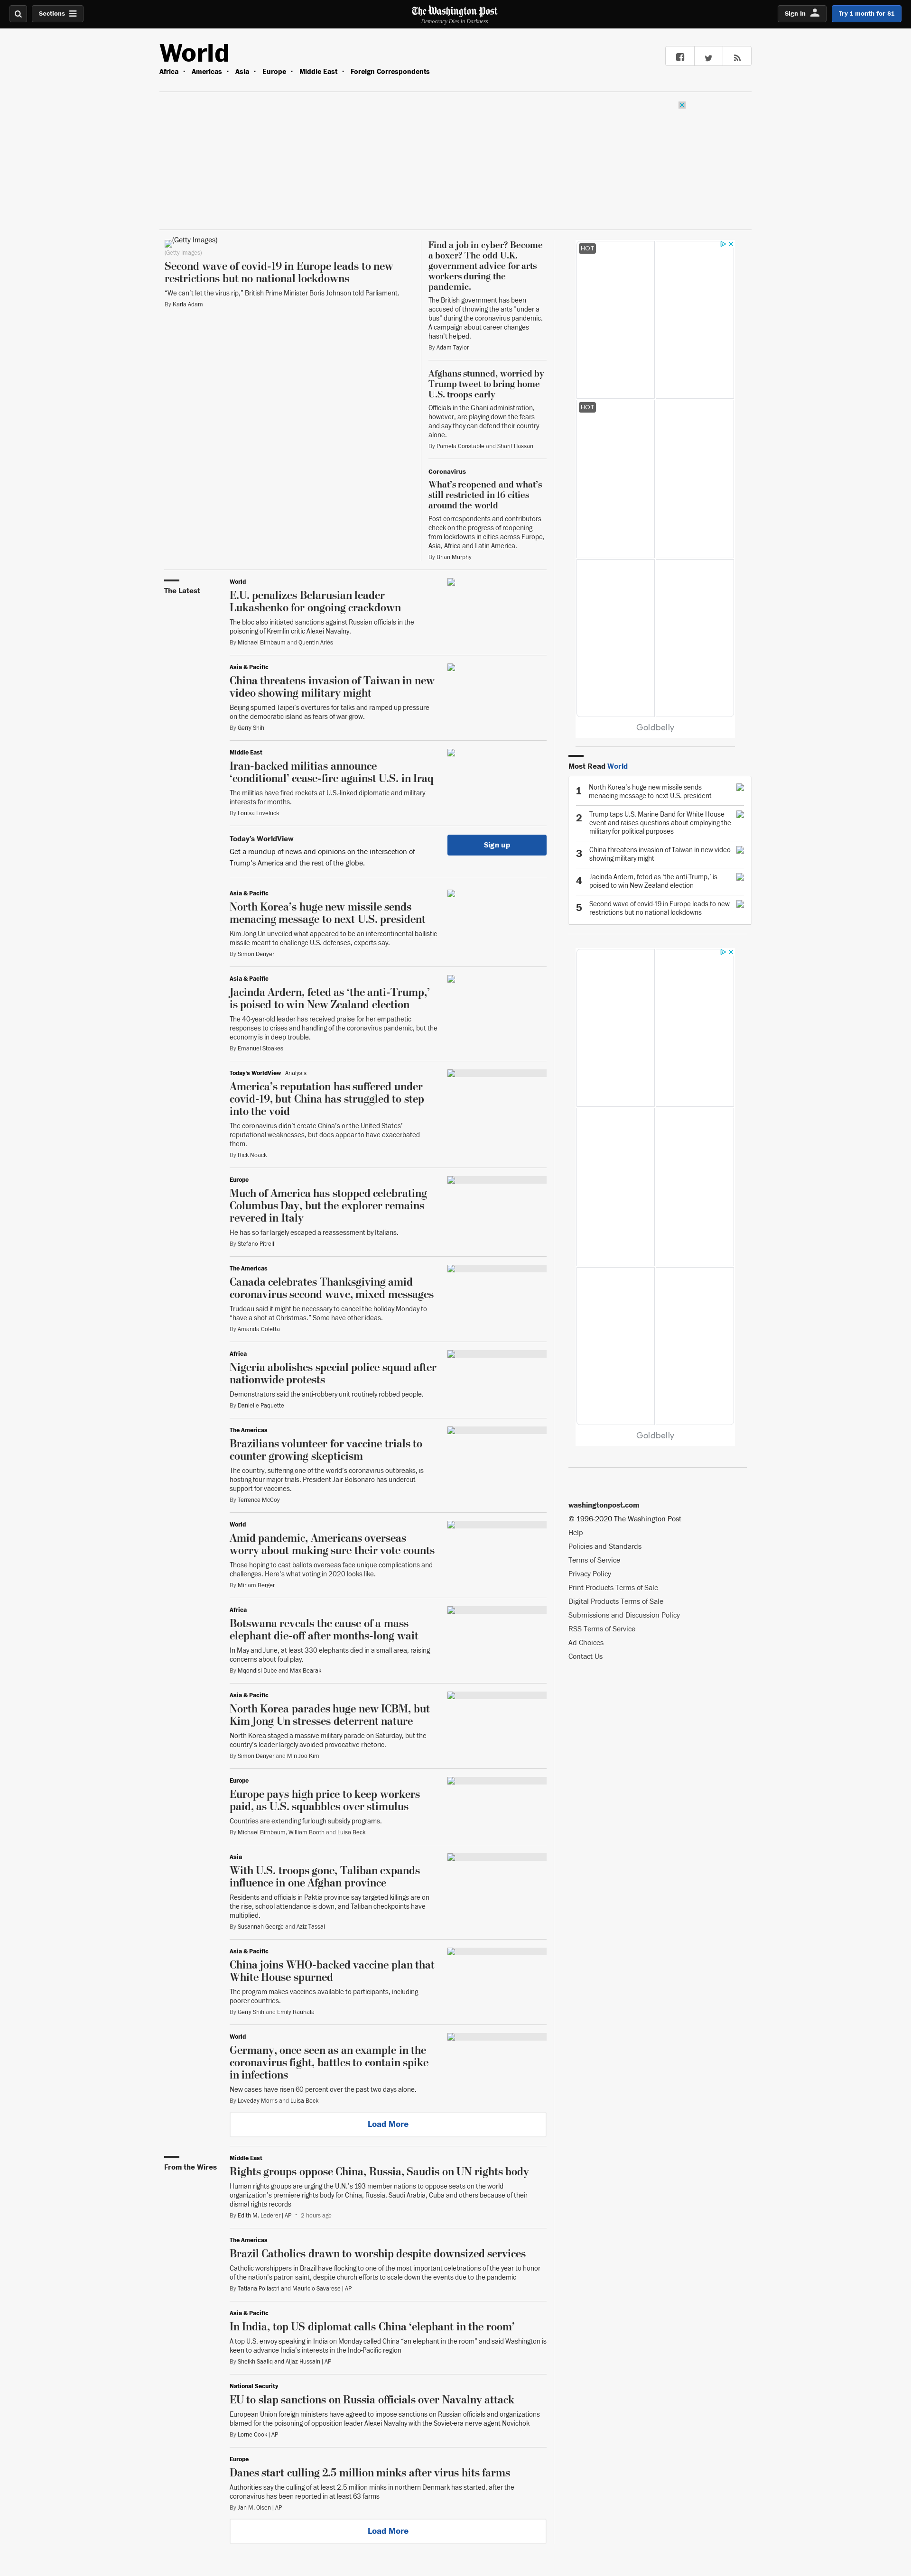 Sections
The Washington Post
Democracy Dies in Darkness
Sign In
Try 1 month for $1
World
Africa • Americas • Asia • Europe • Middle East • Foreign Correspondents
(Getty Images)
(Getty Images)
Second wave of covid-19 in Europe leads to new
restrictions but no national lockdowns
“We can’t let the virus rip,” British Prime Minister Boris Johnson told Parliament.
By Karla Adam
Find a job in cyber? Become
a boxer? The odd U.K.
government advice for arts
workers during the
pandemic.
The British government has been
accused of throwing the arts “under a
bus” during the coronavirus pandemic.
A campaign about career changes
hasn’t helped.
By Adam Taylor
Afghans stunned, worried by
Trump tweet to bring home
U.S. troops early
Officials in the Ghani administration,
however, are playing down the fears
and say they can defend their country
alone.
By Pamela Constable and Sharif Hassan
Coronavirus
What’s reopened and what’s
still restricted in 16 cities
around the world
Post correspondents and contributors
check on the progress of reopening
from lockdowns in cities across Europe,
Asia, Africa and Latin America.
By Brian Murphy
The Latest
World
E.U. penalizes Belarusian leader
Lukashenko for ongoing crackdown
The bloc also initiated sanctions against Russian officials in the
poisoning of Kremlin critic Alexei Navalny.
By Michael Birnbaum and Quentin Ariès
Asia & Pacific
China threatens invasion of Taiwan in new
video showing military might
Beijing spurned Taipei’s overtures for talks and ramped up pressure
on the democratic island as fears of war grow.
By Gerry Shih
Middle East
Iran-backed militias announce
‘conditional’ cease-fire against U.S. in Iraq
The militias have fired rockets at U.S.-linked diplomatic and military
interests for months.
By Louisa Loveluck
Today’s WorldView
Get a roundup of news and opinions on the intersection of
Trump’s America and the rest of the globe.
Sign up
Asia & Pacific
North Korea’s huge new missile sends
menacing message to next U.S. president
Kim Jong Un unveiled what appeared to be an intercontinental ballistic
missile meant to challenge U.S. defenses, experts say.
By Simon Denyer
Asia & Pacific
Jacinda Ardern, feted as ‘the anti-Trump,’
is poised to win New Zealand election
The 40-year-old leader has received praise for her empathetic
responses to crises and handling of the coronavirus pandemic, but the
economy is in deep trouble.
By Emanuel Stoakes
Today's WorldView Analysis
America’s reputation has suffered under
covid-19, but China has struggled to step
into the void
The coronavirus didn’t create China’s or the United States’
reputational weaknesses, but does appear to have exacerbated
them.
By Rick Noack
Europe
Much of America has stopped celebrating
Columbus Day, but the explorer remains
revered in Italy
He has so far largely escaped a reassessment by Italians.
By Stefano Pitrelli
The Americas
Canada celebrates Thanksgiving amid
coronavirus second wave, mixed messages
Trudeau said it might be necessary to cancel the holiday Monday to
“have a shot at Christmas.” Some have other ideas.
By Amanda Coletta
Africa
Nigeria abolishes special police squad after
nationwide protests
Demonstrators said the anti-robbery unit routinely robbed people.
By Danielle Paquette
The Americas
Brazilians volunteer for vaccine trials to
counter growing skepticism
The country, suffering one of the world’s coronavirus outbreaks, is
hosting four major trials. President Jair Bolsonaro has undercut
support for vaccines.
By Terrence McCoy
World
Amid pandemic, Americans overseas
worry about making sure their vote counts
Those hoping to cast ballots overseas face unique complications and
challenges. Here’s what voting in 2020 looks like.
By Miriam Berger
Africa
Botswana reveals the cause of a mass
elephant die-off after months-long wait
In May and June, at least 330 elephants died in a small area, raising
concerns about foul play.
By Mqondisi Dube and Max Bearak
Asia & Pacific
North Korea parades huge new ICBM, but
Kim Jong Un stresses deterrent nature
North Korea staged a massive military parade on Saturday, but the
country’s leader largely avoided provocative rhetoric.
By Simon Denyer and Min Joo Kim
Europe
Europe pays high price to keep workers
paid, as U.S. squabbles over stimulus
Countries are extending furlough subsidy programs.
By Michael Birnbaum, William Booth and Luisa Beck
Asia
With U.S. troops gone, Taliban expands
influence in one Afghan province
Residents and officials in Paktia province say targeted killings are on
the rise, school attendance is down, and Taliban checkpoints have
multiplied.
By Susannah George and Aziz Tassal
Asia & Pacific
China joins WHO-backed vaccine plan that
White House spurned
The program makes vaccines available to participants, including
poorer countries.
By Gerry Shih and Emily Rauhala
World
Germany, once seen as an example in the
coronavirus fight, battles to contain spike
in infections
New cases have risen 60 percent over the past two days alone.
By Loveday Morris and Luisa Beck
Load More
From the Wires
Middle East
Rights groups oppose China, Russia, Saudis on UN rights body
Human rights groups are urging the U.N.’s 193 member nations to oppose seats on the world
organization’s premiere rights body for China, Russia, Saudi Arabia, Cuba and others because of their
dismal rights records
By Edith M. Lederer | AP • 2 hours ago
The Americas
Brazil Catholics drawn to worship despite downsized services
Catholic worshippers in Brazil have flocking to one of the most important celebrations of the year to honor
of the nation’s patron saint, despite church efforts to scale down the events due to the pandemic
By Tatiana Pollastri and Mauricio Savarese | AP
Asia & Pacific
In India, top US diplomat calls China ‘elephant in the room’
A top U.S. envoy speaking in India on Monday called China “an elephant in the room” and said Washington is
keen to advance India’s interests in the Indo-Pacific region
By Sheikh Saaliq and Aijaz Hussain | AP
National Security
EU to slap sanctions on Russia officials over Navalny attack
European Union foreign ministers have agreed to impose sanctions on Russian officials and organizations
blamed for the poisoning of opposition leader Alexei Navalny with the Soviet-era nerve agent Novichok
By Lorne Cook | AP
Europe
Danes start culling 2.5 million minks after virus hits farms
Authorities say the culling of at least 2.5 million minks in northern Denmark has started, after the
coronavirus has been reported in at least 63 farms
By Jan M. Olsen | AP
Load More
HOT
HOT
Goldbelly
Most Read World
1 North Korea’s huge new missile sends
menacing message to next U.S. president
2 Trump taps U.S. Marine Band for White House
event and raises questions about employing the
military for political purposes
3 China threatens invasion of Taiwan in new video
showing military might
4 Jacinda Ardern, feted as ‘the anti-Trump,’ is
poised to win New Zealand election
5 Second wave of covid-19 in Europe leads to new
restrictions but no national lockdowns
Goldbelly
washingtonpost.com
© 1996-2020 The Washington Post
Help
Policies and Standards
Terms of Service
Privacy Policy
Print Products Terms of Sale
Digital Products Terms of Sale
Submissions and Discussion Policy
RSS Terms of Service
Ad Choices
Contact Us